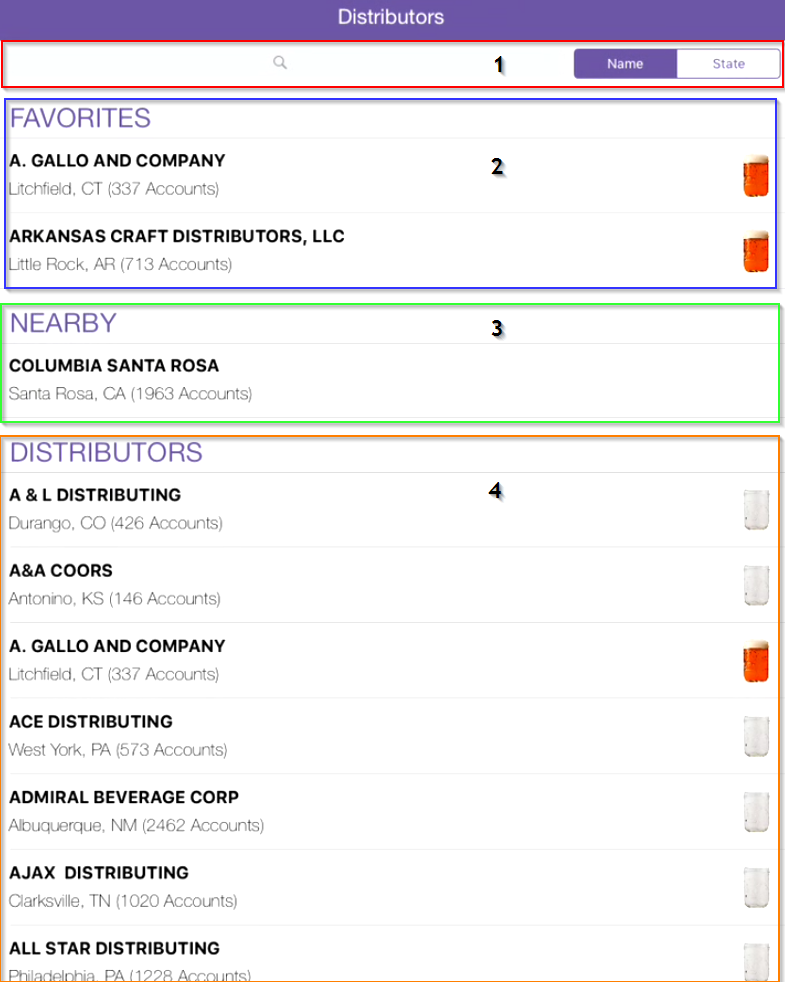 Distributors
1
Name State
FAVORITES
A. GALLO AND COMPANY
2
Litchfield, CT (337 Accounts)
ARKANSAS CRAFT DISTRIBUTORS, LLC
Little Rock, AR (713 Accounts)
NEARBY
3
COLUMBIA SANTA ROSA
Santa Rosa, CA (1963 Accounts)
DISTRIBUTORS
4
A & L DISTRIBUTING
Durango, CO (426 Accounts)
A&A COORS
Antonino, KS (146 Accounts)
A. GALLO AND COMPANY
Litchfield, CT (337 Accounts)
ACE DISTRIBUTING
West York, PA (573 Accounts)
ADMIRAL BEVERAGE CORP
Albuquerque, NM (2462 Accounts)
AJAX  DISTRIBUTING
Clarksville, TN (1020 Accounts)
ALL STAR DISTRIBUTING
Philadelphia, PA (1228 Accounts)